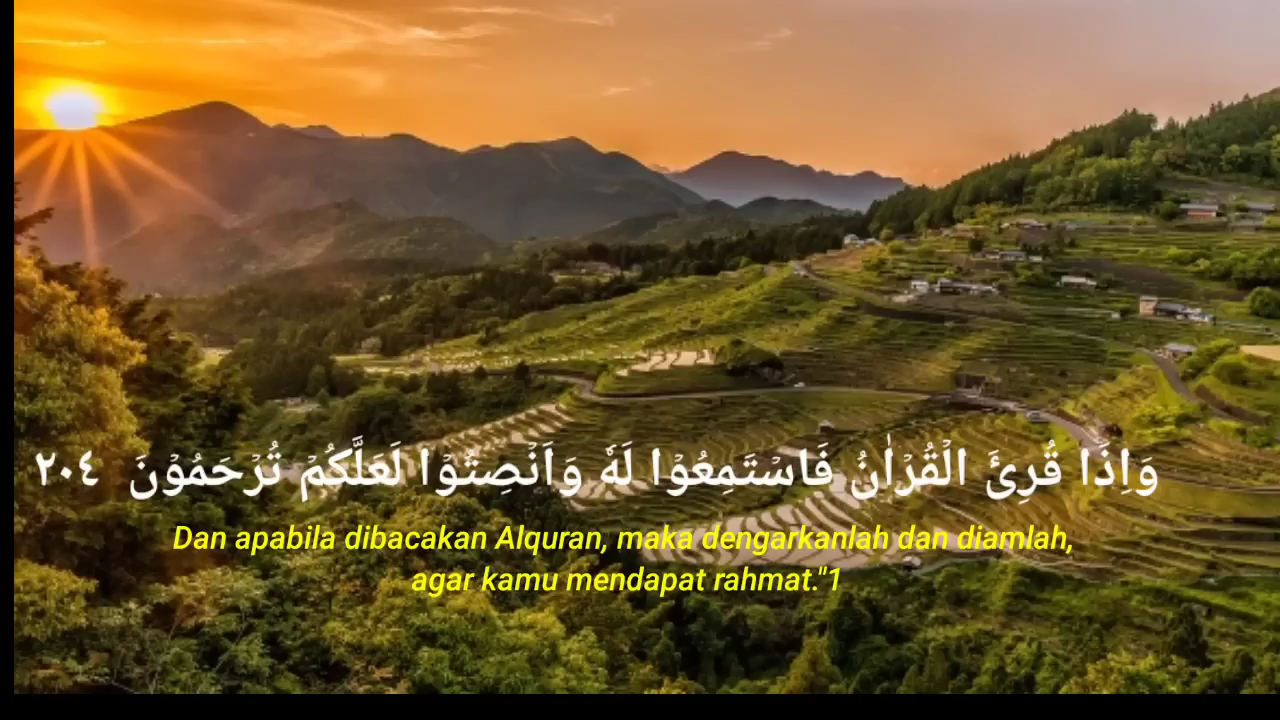 وَاِذَا قُرِئَ الْقُرْاٰنُ فَاسْتَمِعُوْا لَهٗ وَاَنْصِتُوْا لَعَلَّكُمْ تُرْحَمُوْنَ ٢٠٤
Dan apabila dibacakan Alquran, maka dengarkanlah dan diamlah,
agar kamu mendapat rahmat."1